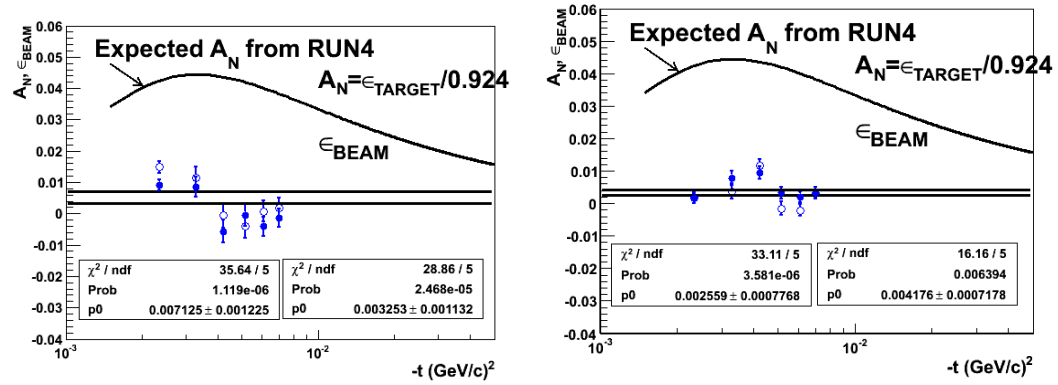 A_N, ∈_BEAM
0.06
0.05
0.04
0.03
0.02
0.01
0
-0.01
-0.02
-0.03
-0.04
Expected A_N from RUN4
A_N=∈_TARGET/0.924
∈_BEAM
χ² / ndf 35.64 / 5
Prob 1.119e-06
p0 0.007125 ± 0.001225
χ² / ndf 28.86 / 5
Prob 2.468e-05
p0 0.003253 ± 0.001132
10⁻³ 10⁻²
-t (GeV/c)²
A_N, ∈_BEAM
0.06
0.05
0.04
0.03
0.02
0.01
0
-0.01
-0.02
-0.03
-0.04
Expected A_N from RUN4
A_N=∈_TARGET/0.924
∈_BEAM
χ² / ndf 33.11 / 5
Prob 3.581e-06
p0 0.002559 ± 0.0007768
χ² / ndf 16.16 / 5
Prob 0.006394
p0 0.004176 ± 0.0007178
10⁻³ 10⁻²
-t (GeV/c)²